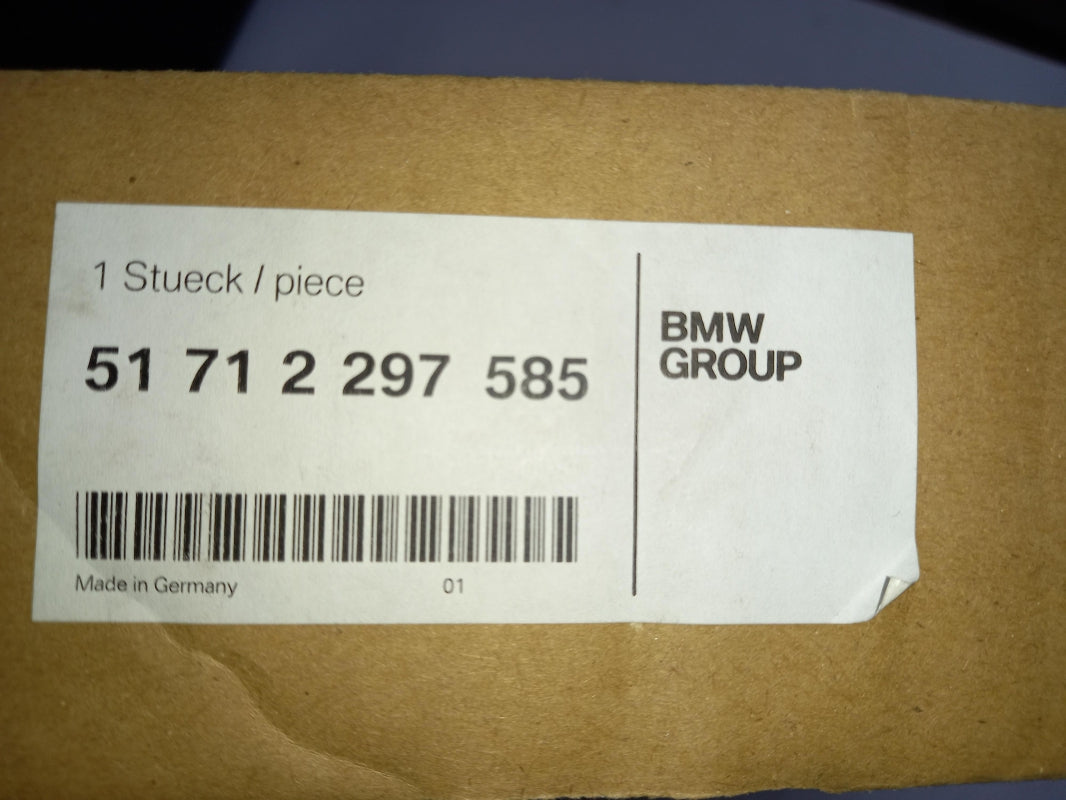 1 Stueck / piece
51 71 2 297 585
BMW
GROUP
Made in Germany
01